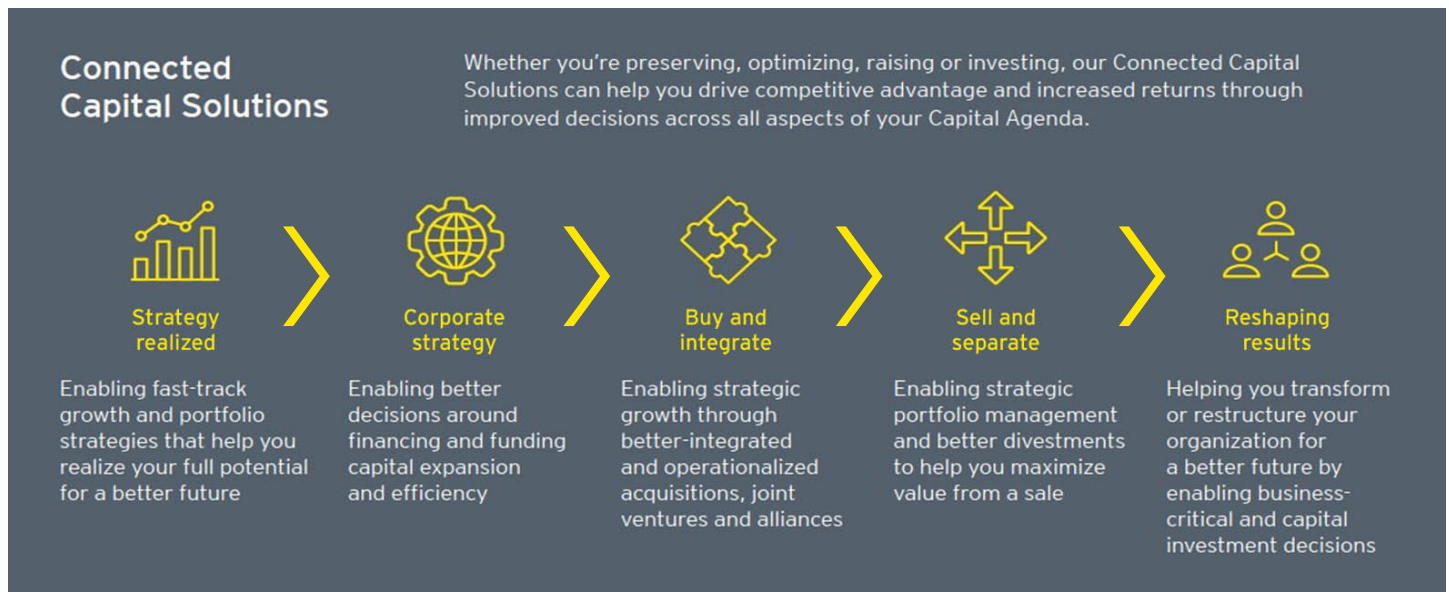 Connected
Capital Solutions
Whether you're preserving, optimizing, raising or investing, our Connected Capital
Solutions can help you drive competitive advantage and increased returns through
improved decisions across all aspects of your Capital Agenda.
Strategy
realized
Enabling fast-track
growth and portfolio
strategies that help you
realize your full potential
for a better future
Corporate
strategy
Enabling better
decisions around
financing and funding
capital expansion
and efficiency
Buy and
integrate
Enabling strategic
growth through
better-integrated
and operationalized
acquisitions, joint
ventures and alliances
Sell and
separate
Enabling strategic
portfolio management
and better divestments
to help you maximize
value from a sale
Reshaping
results
Helping you transform
or restructure your
organization for
a better future by
enabling business-
critical and capital
investment decisions